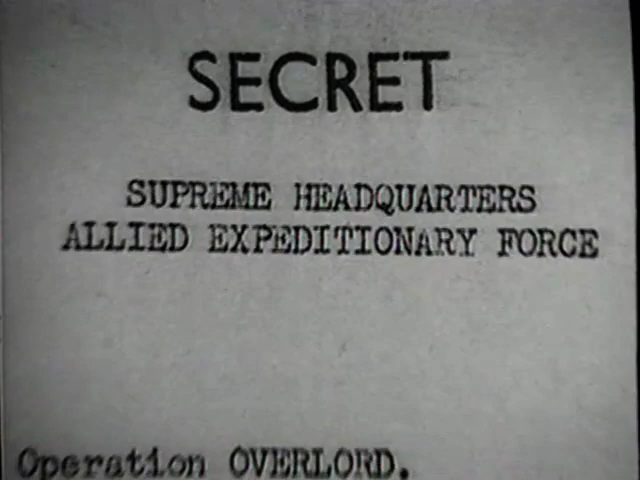 SECRET
SUPREME HEADQUARTERS
ALLIED EXPEDITIONARY FORCE
Operation OVERLORD.